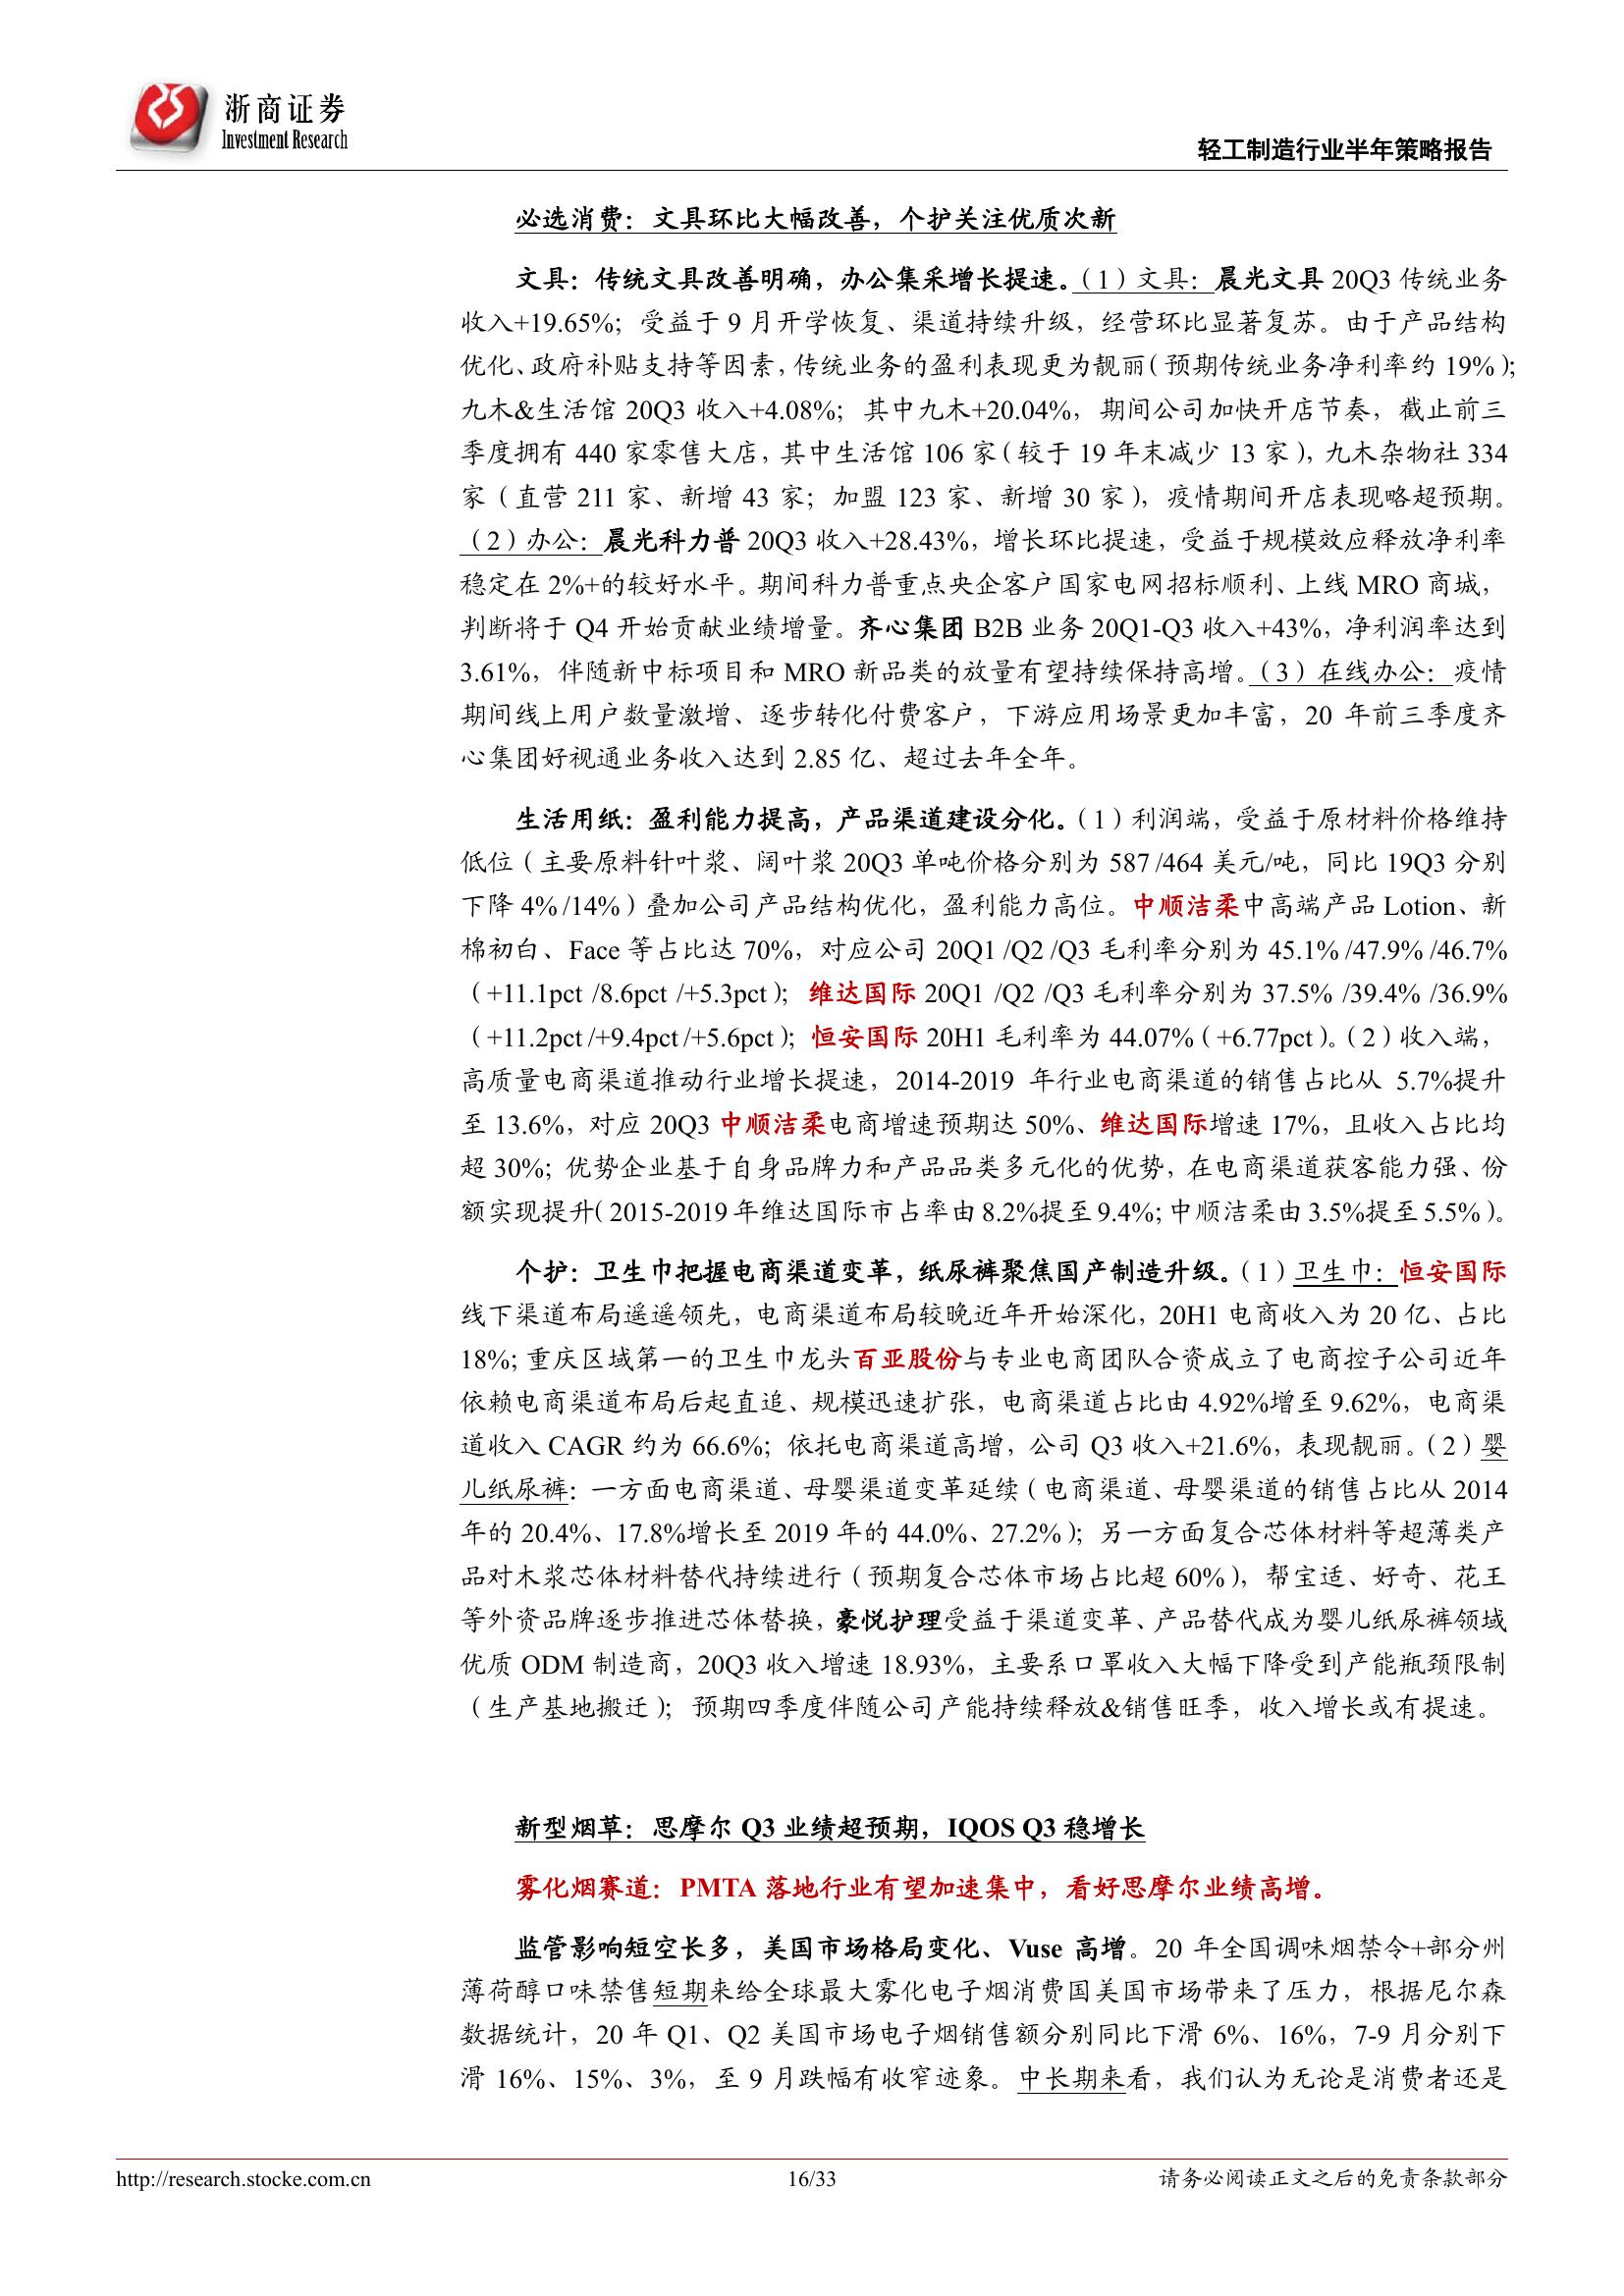 浙商证券
Investment Research
轻工制造行业半年策略报告
必选消费：文具环比大幅改善，个护关注优质次新
文具：传统文具改善明确，办公集采增长提速。（1）文具：晨光文具 20Q3 传统业务
收入+19.65%；受益于 9 月开学恢复、渠道持续升级，经营环比显著复苏。由于产品结构
优化、政府补贴支持等因素，传统业务的盈利表现更为靓丽（预期传统业务净利率约 19%）；
九木&生活馆 20Q3 收入+4.08%；其中九木+20.04%，期间公司加快开店节奏，截止前三
季度拥有 440 家零售大店，其中生活馆 106 家（较于 19 年末减少 13 家），九木杂物社 334
家（直营 211 家、新增 43 家；加盟 123 家、新增 30 家），疫情期间开店表现略超预期。
（2）办公：晨光科力普 20Q3 收入+28.43%，增长环比提速，受益于规模效应释放净利率
稳定在 2%+的较好水平。期间科力普重点央企客户国家电网招标顺利、上线 MRO 商城，
判断将于 Q4 开始贡献业绩增量。齐心集团 B2B 业务 20Q1-Q3 收入+43%，净利润率达到
3.61%，伴随新中标项目和 MRO 新品类的放量有望持续保持高增。（3）在线办公：疫情
期间线上用户数量激增、逐步转化付费客户，下游应用场景更加丰富，20 年前三季度齐
心集团好视通业务收入达到 2.85 亿、超过去年全年。
生活用纸：盈利能力提高，产品渠道建设分化。（1）利润端，受益于原材料价格维持
低位（主要原料针叶浆、阔叶浆 20Q3 单吨价格分别为 587 /464 美元/吨，同比 19Q3 分别
下降 4% /14%）叠加公司产品结构优化，盈利能力高位。中顺洁柔中高端产品 Lotion、新
棉初白、Face 等占比达 70%，对应公司 20Q1 /Q2 /Q3 毛利率分别为 45.1% /47.9% /46.7%
（+11.1pct /8.6pct /+5.3pct）；维达国际 20Q1 /Q2 /Q3 毛利率分别为 37.5% /39.4% /36.9%
（+11.2pct /+9.4pct /+5.6pct）；恒安国际 20H1 毛利率为 44.07%（+6.77pct）。（2）收入端，
高质量电商渠道推动行业增长提速，2014-2019 年行业电商渠道的销售占比从 5.7%提升
至 13.6%，对应 20Q3 中顺洁柔电商增速预期达 50%、维达国际增速 17%，且收入占比均
超 30%；优势企业基于自身品牌力和产品品类多元化的优势，在电商渠道获客能力强、份
额实现提升（2015-2019 年维达国际市占率由 8.2%提至 9.4%；中顺洁柔由 3.5%提至 5.5%）。
个护：卫生巾把握电商渠道变革，纸尿裤聚焦国产制造升级。（1）卫生巾：恒安国际
线下渠道布局遥遥领先，电商渠道布局较晚近年开始深化，20H1 电商收入为 20 亿、占比
18%；重庆区域第一的卫生巾龙头百亚股份与专业电商团队合资成立了电商控子公司近年
依赖电商渠道布局后起直追、规模迅速扩张，电商渠道占比由 4.92%增至 9.62%，电商渠
道收入 CAGR 约为 66.6%；依托电商渠道高增，公司 Q3 收入+21.6%，表现靓丽。（2）婴
儿纸尿裤：一方面电商渠道、母婴渠道变革延续（电商渠道、母婴渠道的销售占比从 2014
年的 20.4%、17.8%增长至 2019 年的 44.0%、27.2%）；另一方面复合芯体材料等超薄类产
品对木浆芯体材料替代持续进行（预期复合芯体市场占比超 60%），帮宝适、好奇、花王
等外资品牌逐步推进芯体替换，豪悦护理受益于渠道变革、产品替代成为婴儿纸尿裤领域
优质 ODM 制造商，20Q3 收入增速 18.93%，主要系口罩收入大幅下降受到产能瓶颈限制
（生产基地搬迁）；预期四季度伴随公司产能持续释放&销售旺季，收入增长或有提速。
新型烟草：思摩尔 Q3 业绩超预期，IQOS Q3 稳增长
雾化烟赛道：PMTA 落地行业有望加速集中，看好思摩尔业绩高增。
监管影响短空长多，美国市场格局变化、Vuse 高增。20 年全国调味烟禁令+部分州
薄荷醇口味禁售短期来给全球最大雾化电子烟消费国美国市场带来了压力，根据尼尔森
数据统计，20 年 Q1、Q2 美国市场电子烟销售额分别同比下滑 6%、16%，7-9 月分别下
滑 16%、15%、3%，至 9 月跌幅有收窄迹象。中长期来看，我们认为无论是消费者还是
http://research.stocke.com.cn
16/33
请务必阅读正文之后的免责条款部分